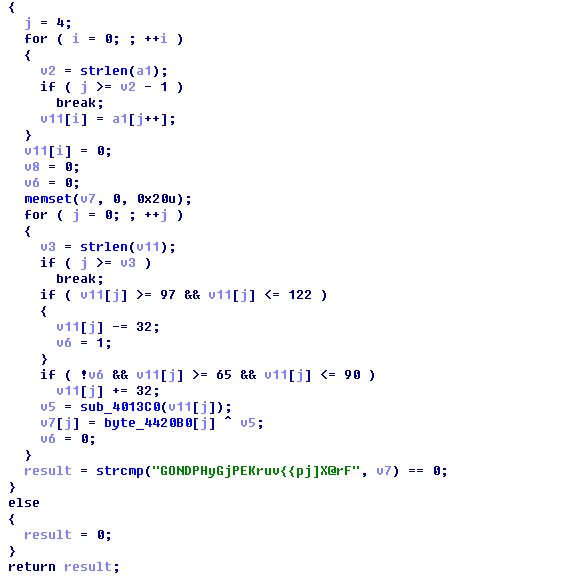 {
  j = 4;
  for ( i = 0; ; ++i )
  {
    v2 = strlen(a1);
    if ( j >= v2 - 1 )
      break;
    v11[i] = a1[j++];
  }
  v11[i] = 0;
  v8 = 0;
  v6 = 0;
  memset(v7, 0, 0x20u);
  for ( j = 0; ; ++j )
  {
    v3 = strlen(v11);
    if ( j >= v3 )
      break;
    if ( v11[j] >= 97 && v11[j] <= 122 )
    {
      v11[j] -= 32;
      v6 = 1;
    }
    if ( !v6 && v11[j] >= 65 && v11[j] <= 90 )
      v11[j] += 32;
    v5 = sub_4013C0(v11[j]);
    v7[j] = byte_4420B0[j] ^ v5;
    v6 = 0;
  }
  result = strcmp("GONDPHyGjPEKruv{{pj]X@rF", v7) == 0;
}
else
{
  result = 0;
}
return result;